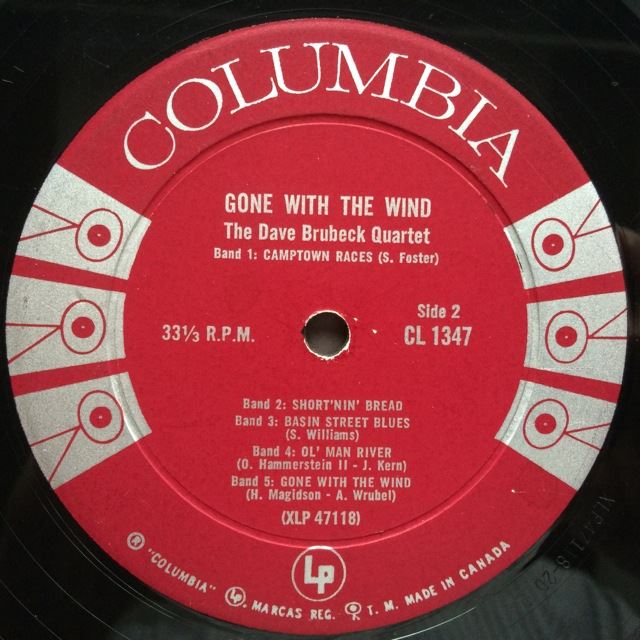 COLUMBIA
GONE WITH THE WIND
The Dave Brubeck Quartet
Band 1: CAMPTOWN RACES (S. Foster)
33⅓ R.P.M.
Side 2
CL 1347
Band 2: SHORT'NIN' BREAD
Band 3: BASIN STREET BLUES
(S. Williams)
Band 4: OL' MAN RIVER
(O. Hammerstein II - J. Kern)
Band 5: GONE WITH THE WIND
(H. Magidson - A. Wrubel)
(XLP 47118)
Lp
® "COLUMBIA" MARCAS REG. T. M. MADE IN CANADA